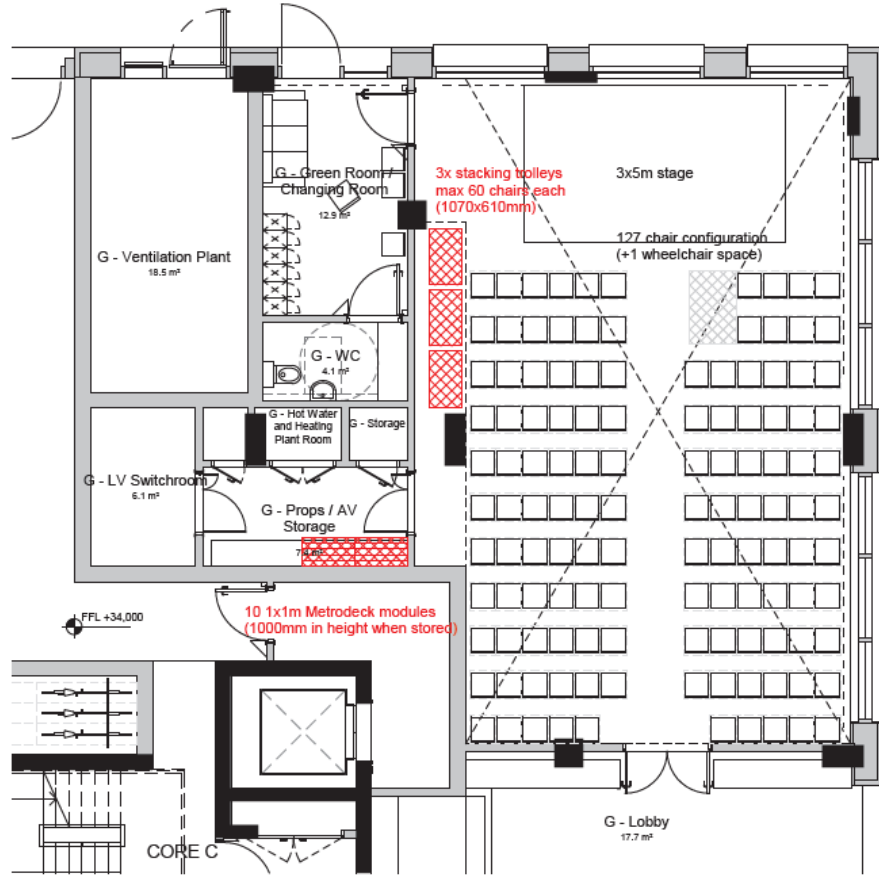 G - Green Room /
Changing Room
12.9 m²
3x stacking trolleys
max 60 chairs each
(1070x610mm)
3x5m stage
127 chair configuration
(+1 wheelchair space)
G - Ventilation Plant
18.5 m²
G - WC
4.1 m²
G - Hot Water
and Heating
Plant Room
G - Storage
G - LV Switchroom
6.1 m²
G - Props / AV
Storage
10 1x1m Metrodeck modules
(1000mm in height when stored)
FFL +34,000
G - Lobby
17.7 m²
CORE C